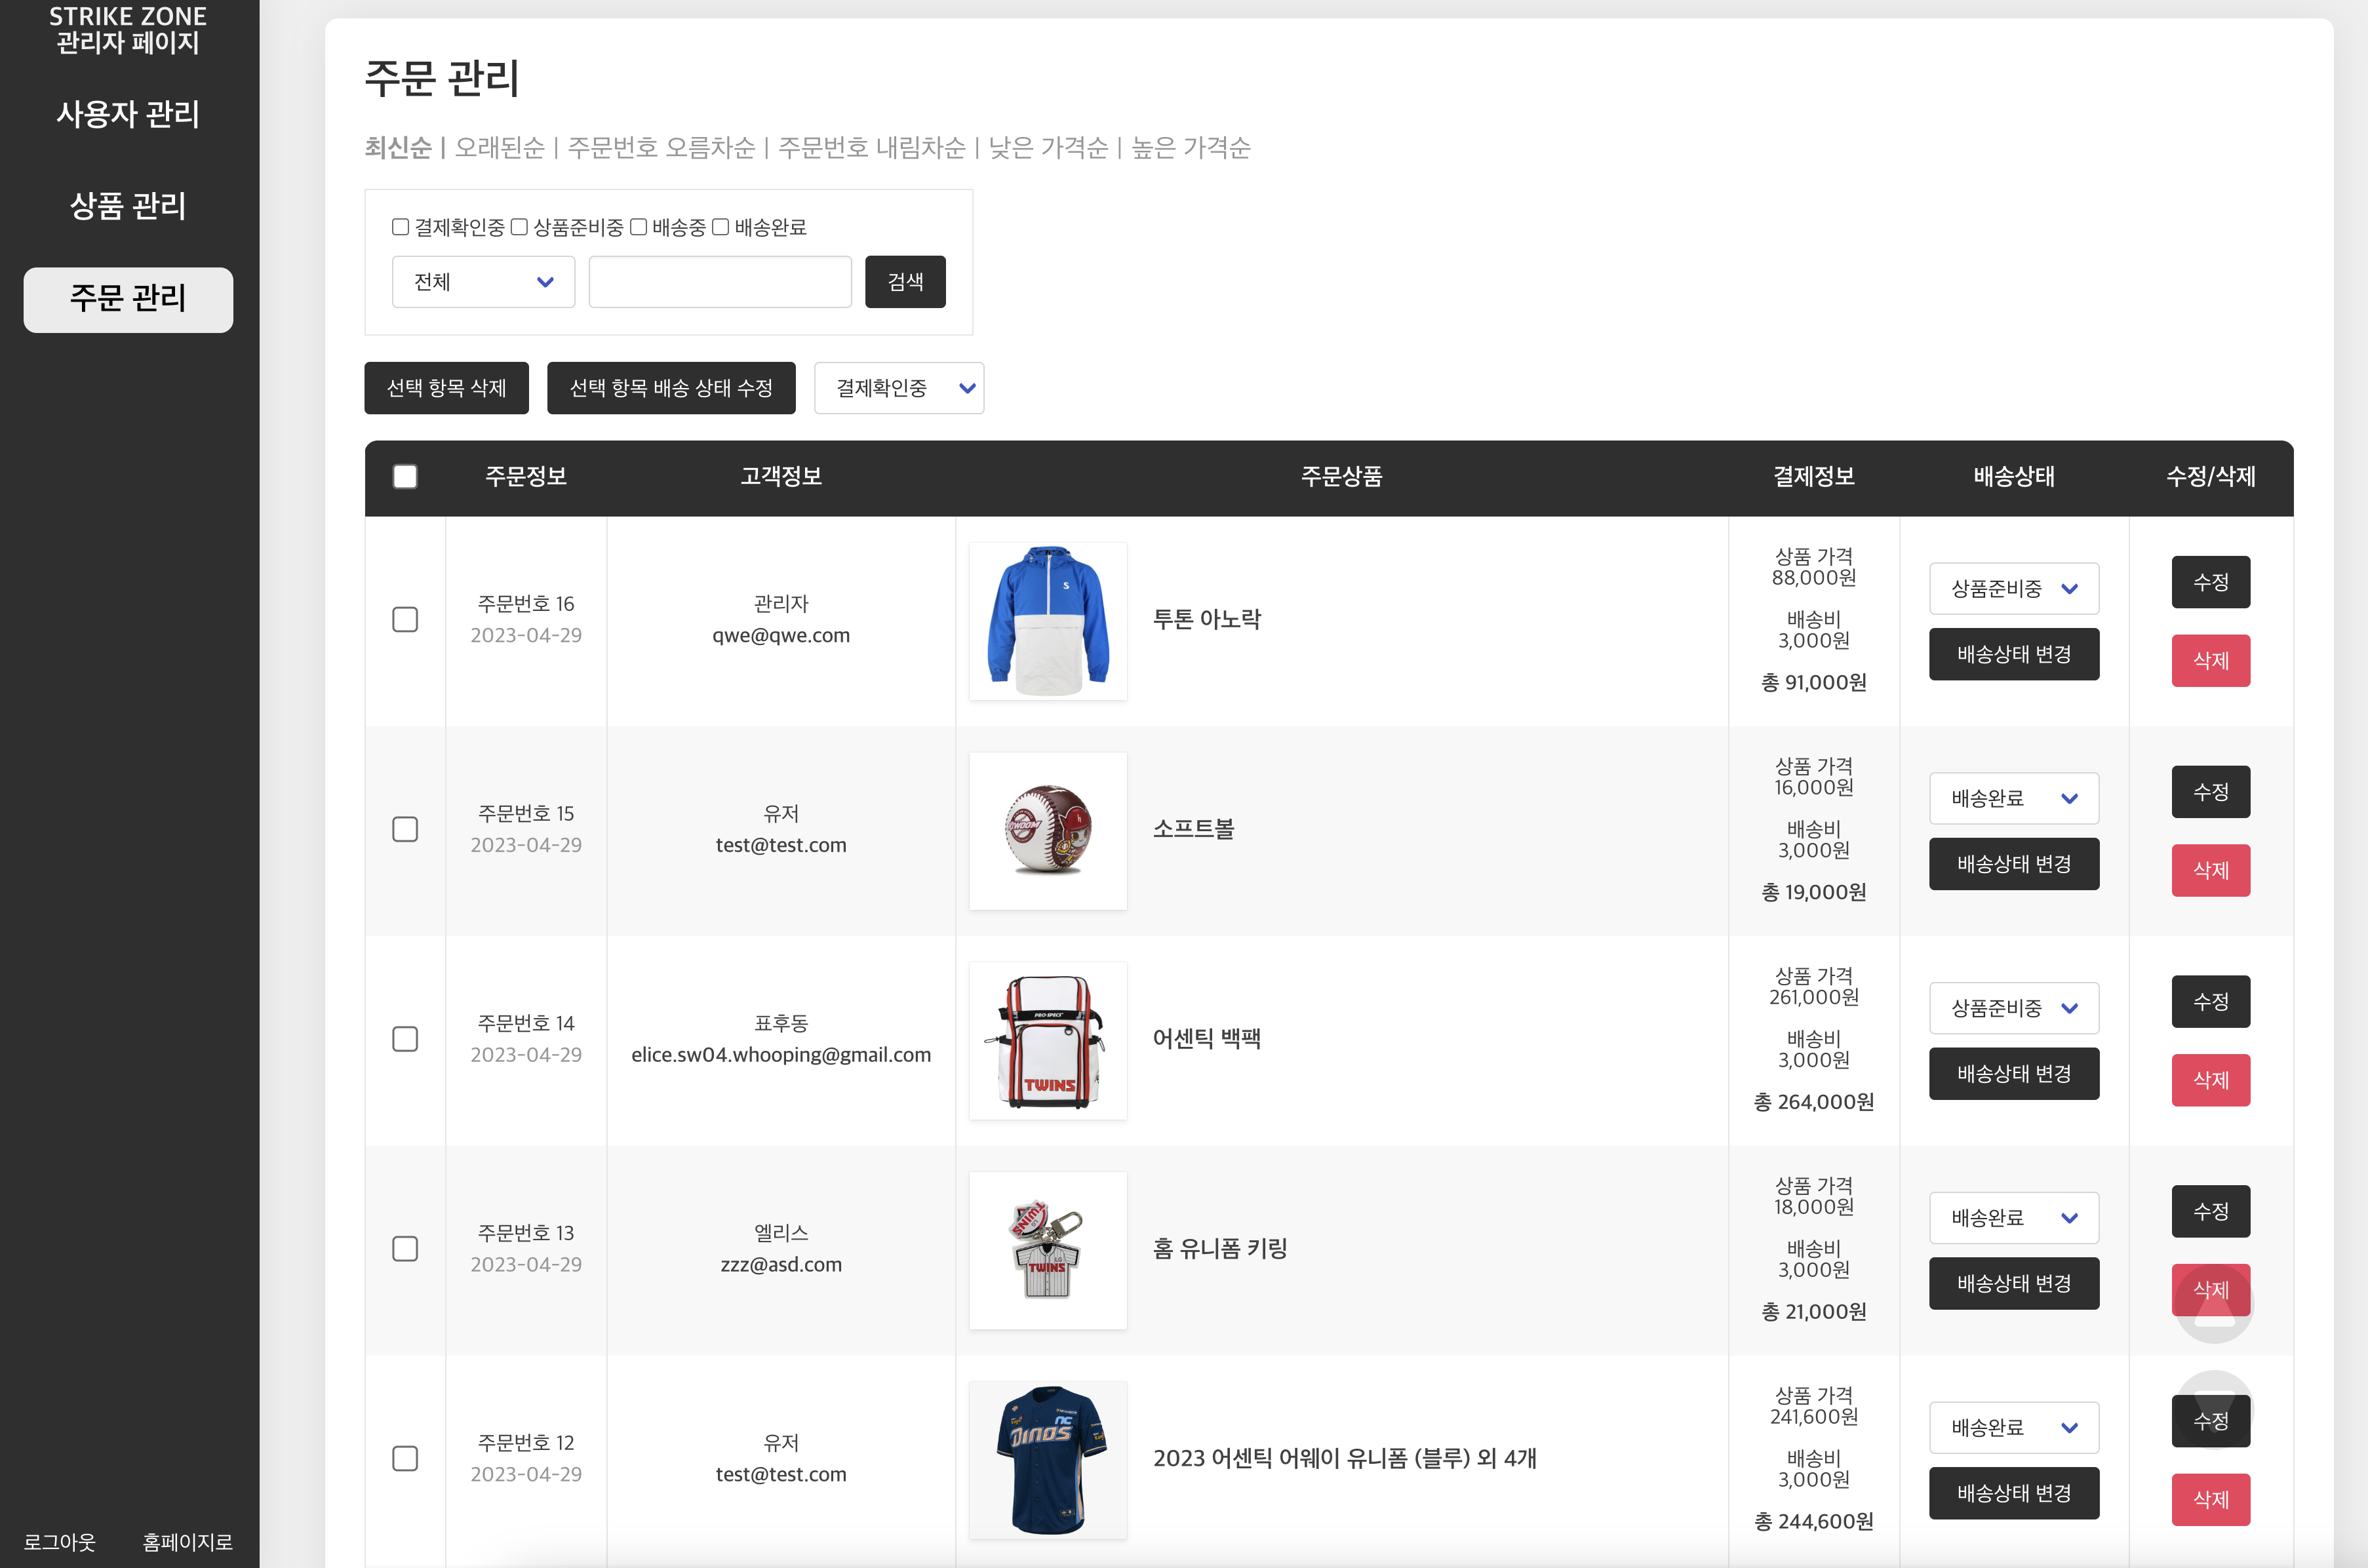 STRIKE ZONE
관리자 페이지
사용자 관리
상품 관리
주문 관리
로그아웃 홈페이지로
주문 관리
최신순 | 오래된순 | 주문번호 오름차순 | 주문번호 내림차순 | 낮은 가격순 | 높은 가격순
결제확인중 상품준비중 배송중 배송완료
전체 검색
선택 항목 삭제 선택 항목 배송 상태 수정 결제확인중
주문정보 고객정보 주문상품 결제정보 배송상태 수정/삭제
주문번호 16
2023-04-29
관리자
qwe@qwe.com
S
투톤 아노락
상품 가격
88,000원
배송비
3,000원
총 91,000원
상품준비중
배송상태 변경
수정
삭제
주문번호 15
2023-04-29
유저
test@test.com
소프트볼
상품 가격
16,000원
배송비
3,000원
총 19,000원
배송완료
배송상태 변경
수정
삭제
주문번호 14
2023-04-29
표후동
elice.sw04.whooping@gmail.com
PRO-SPECS
TWINS
어센틱 백팩
상품 가격
261,000원
배송비
3,000원
총 264,000원
상품준비중
배송상태 변경
수정
삭제
주문번호 13
2023-04-29
엘리스
zzz@asd.com
TWINS
LG
TWINS
홈 유니폼 키링
상품 가격
18,000원
배송비
3,000원
총 21,000원
배송완료
배송상태 변경
수정
삭제
주문번호 12
2023-04-29
유저
test@test.com
NC
Dinos
2023 어센틱 어웨이 유니폼 (블루) 외 4개
상품 가격
241,600원
배송비
3,000원
총 244,600원
배송완료
배송상태 변경
수정
삭제